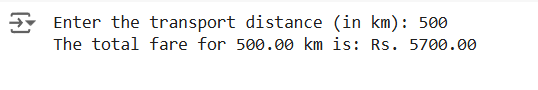 Enter the transport distance (in km): 500
The total fare for 500.00 km is: Rs. 5700.00